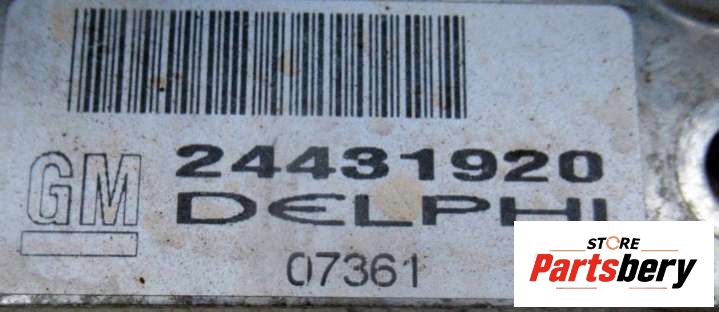 GM
24431920
DELPHI
07361
STORE
Partsbery